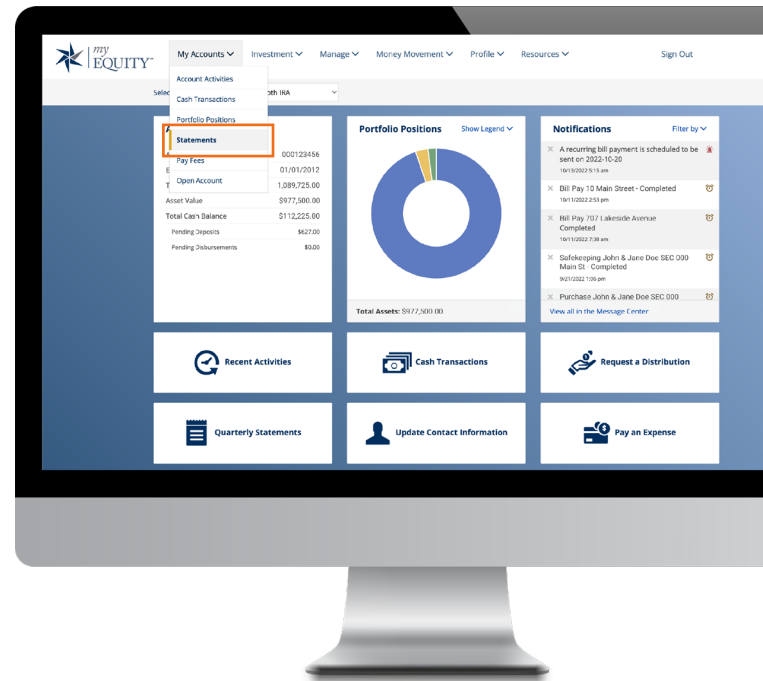 my
EQUITY
My Accounts
Investment
Manage
Money Movement
Profile
Resources
Sign Out
Account Activities
Cash Transactions
Portfolio Positions
Statements
Pay Fees
Open Account
Selec
oth IRA
A
000123456
E
01/01/2012
T
1,089,725.00
Asset Value $977,500.00
Total Cash Balance $112,225.00
Pending Deposits $627.00
Pending Disbursements $0.00
Portfolio Positions Show Legend
Total Assets: $977,500.00
Notifications Filter by
A recurring bill payment is scheduled to be
sent on 2022-10-20
10/13/2022 5:15 am
Bill Pay 10 Main Street - Completed
10/11/2022 2:53 pm
Bill Pay 707 Lakeside Avenue
Completed
10/11/2022 7:38 am
Safekeeping John & Jane Doe SEC 000
Main St - Completed
9/21/2022 1:06 pm
Purchase John & Jane Doe SEC 000
View all in the Message Center
Recent Activities
Cash Transactions
Request a Distribution
Quarterly Statements
Update Contact Information
Pay an Expense